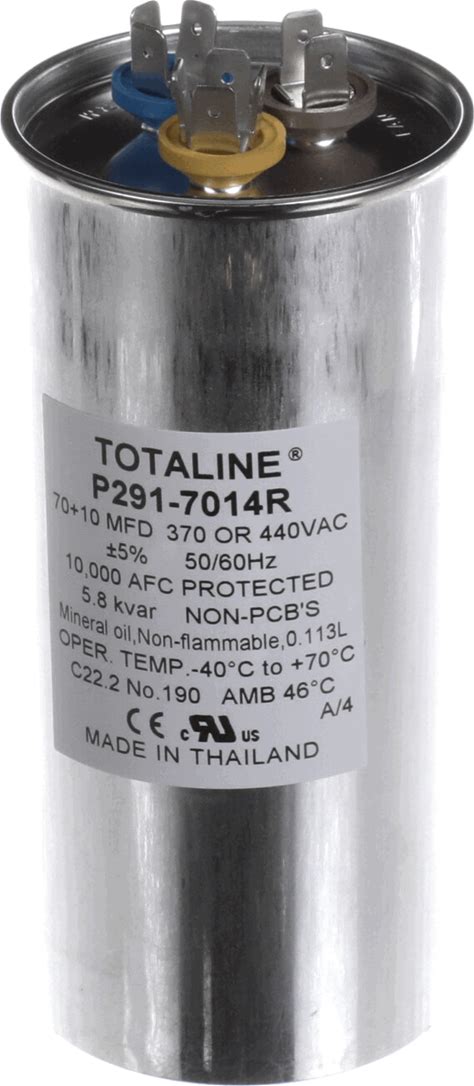 TOTALINE®
P291-7014R
70+10 MFD 370 OR 440VAC
±5% 50/60Hz
10,000 AFC PROTECTED
5.8 kvar NON-PCB'S
Mineral oil,Non-flammable,0.113L
OPER. TEMP.-40°C to +70°C
C22.2 No.190 AMB 46°C
A/4
CE c RU us
MADE IN THAILAND